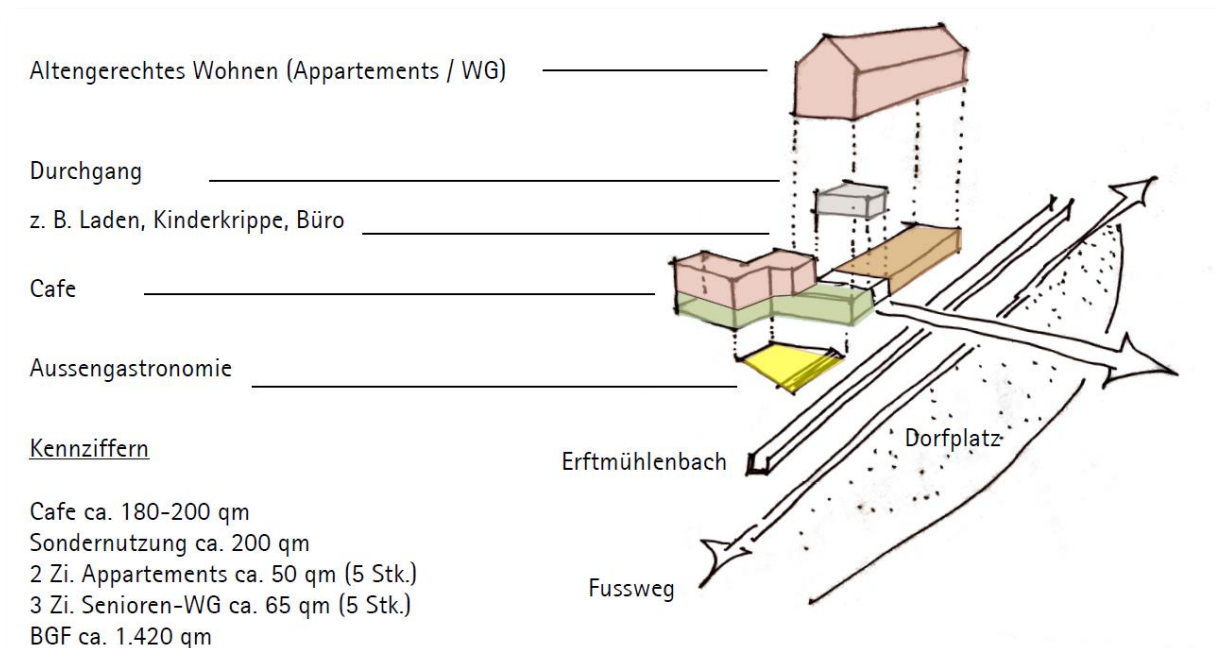 Altengerechtes Wohnen (Appartements / WG)
Durchgang
z. B. Laden, Kinderkrippe, Büro
Cafe
Aussengastronomie
Kennziffern
Cafe ca. 180-200 qm
Sondernutzung ca. 200 qm
2 Zi. Appartements ca. 50 qm (5 Stk.)
3 Zi. Senioren-WG ca. 65 qm (5 Stk.)
BGF ca. 1.420 qm
Erftmühlenbach
Dorfplatz
Fussweg